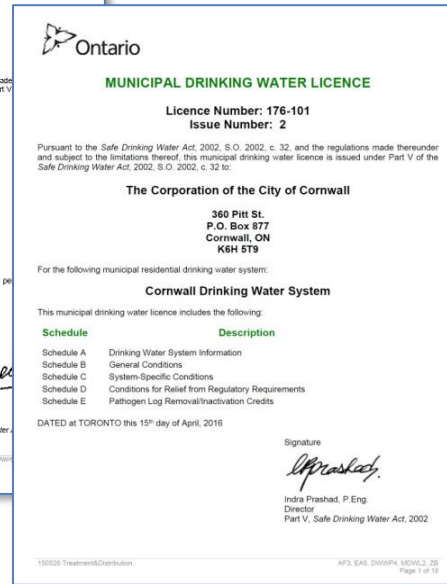 Ontario
MUNICIPAL DRINKING WATER LICENCE
Licence Number: 176-101
Issue Number: 2
Pursuant to the Safe Drinking Water Act, 2002, S.O. 2002, c. 32, and the regulations made thereunder
and subject to the limitations thereof, this municipal drinking water licence is issued under Part V of the
Safe Drinking Water Act, 2002, S.O. 2002, c. 32 to:
The Corporation of the City of Cornwall
360 Pitt St.
P.O. Box 877
Cornwall, ON
K6H 5T9
For the following municipal residential drinking water system:
Cornwall Drinking Water System
This municipal drinking water licence includes the following:
Schedule Description
Schedule A Drinking Water System Information
Schedule B General Conditions
Schedule C System-Specific Conditions
Schedule D Conditions for Relief from Regulatory Requirements
Schedule E Pathogen Log Removal/Inactivation Credits
DATED at TORONTO this 15th day of April, 2016
Signature
Indra Prashad, P.Eng.
Director
Part V, Safe Drinking Water Act, 2002
150528 Treatment&Distribution AF3, EA5, DWWP4, MDWL2, ZB
Page 1 of 18